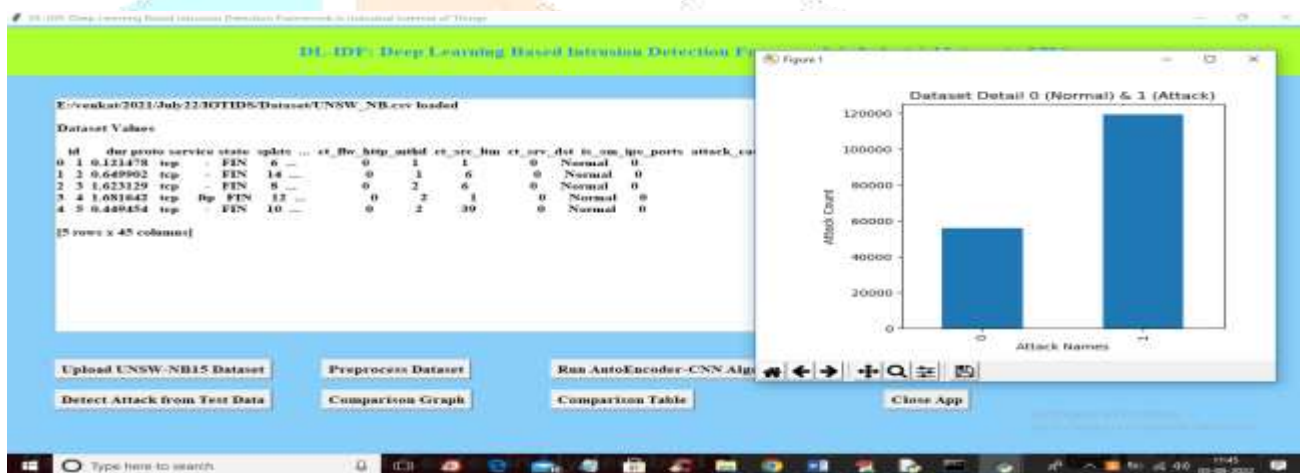 DL-IDF: Deep Learning Based Intrusion Detection Framework in Industrial Internet of Things
DL-IDF: Deep Learning Based Intrusion Detection
E:/venkat/2021/July22/IOTIDS/Dataset/UNSW_NB.csv loaded
Dataset Values
id dur proto service state spkts ... ct_flw_http_mthd ct_src_ltm ct_srv_dst is_sm_ips_ports
0 1 0.121478 tcp - FIN 6 ... 0 1 1 0 Normal 0
1 2 0.649902 tcp - FIN 14 ... 0 1 6 0 Normal 0
2 3 1.623129 tcp - FIN 8 ... 0 2 6 0 Normal 0
3 4 1.681642 tcp ftp FIN 12 ... 0 2 1 0 Normal 0
4 5 0.449454 tcp - FIN 10 ... 0 2 39 0 Normal 0
[5 rows x 45 columns]
Figure 1
Dataset Detail 0 (Normal) & 1 (Attack)
120000
100000
80000
60000
40000
20000
0
Attack Count
0 1
Attack Names
Upload UNSW-NB15 Dataset
Preprocess Dataset
Run AutoEncoder-CNN
Detect Attack from Test Data
Comparison Graph
Comparison Table
Close App
Type here to search